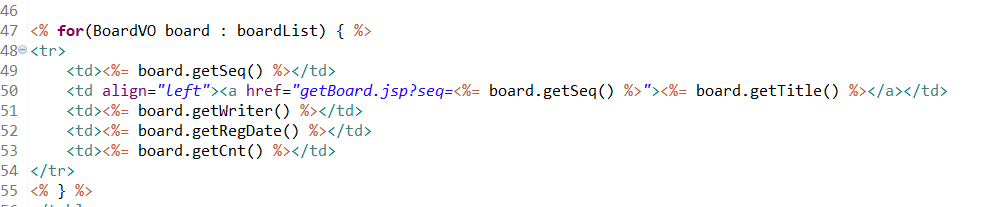 46
47 <% for(BoardVO board : boardList) { %>
48 <tr>
49 <td><%= board.getSeq() %></td>
50 <td align="left"><a href="getBoard.jsp?seq=<%= board.getSeq() %>"><%= board.getTitle() %></a></td>
51 <td><%= board.getWriter() %></td>
52 <td><%= board.getRegDate() %></td>
53 <td><%= board.getCnt() %></td>
54 </tr>
55 <% } %>